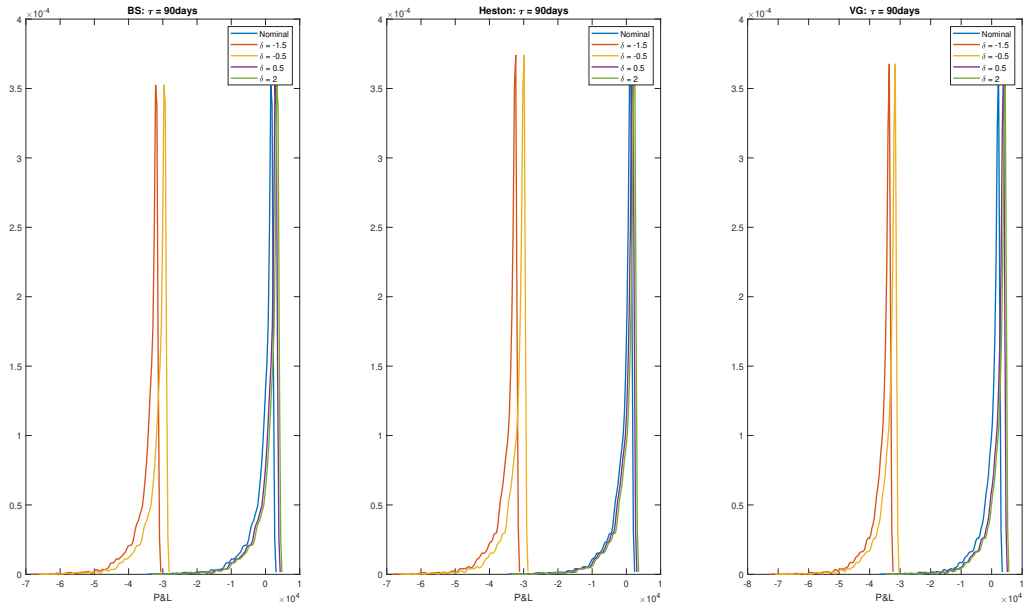 BS: τ = 90days
4 ×10⁻⁴
3.5
3
2.5
2
1.5
1
0.5
0
-7 -6 -5 -4 -3 -2 -1 0 1
P&L
×10⁴
Nominal
δ = -1.5
δ = -0.5
δ = 0.5
δ = 2
Heston: τ = 90days
4 ×10⁻⁴
3.5
3
2.5
2
1.5
1
0.5
0
-7 -6 -5 -4 -3 -2 -1 0 1
P&L
×10⁴
Nominal
δ = -1.5
δ = -0.5
δ = 0.5
δ = 2
VG: τ = 90days
4 ×10⁻⁴
3.5
3
2.5
2
1.5
1
0.5
0
-8 -7 -6 -5 -4 -3 -2 -1 0 1
P&L
×10⁴
Nominal
δ = -1.5
δ = -0.5
δ = 0.5
δ = 2